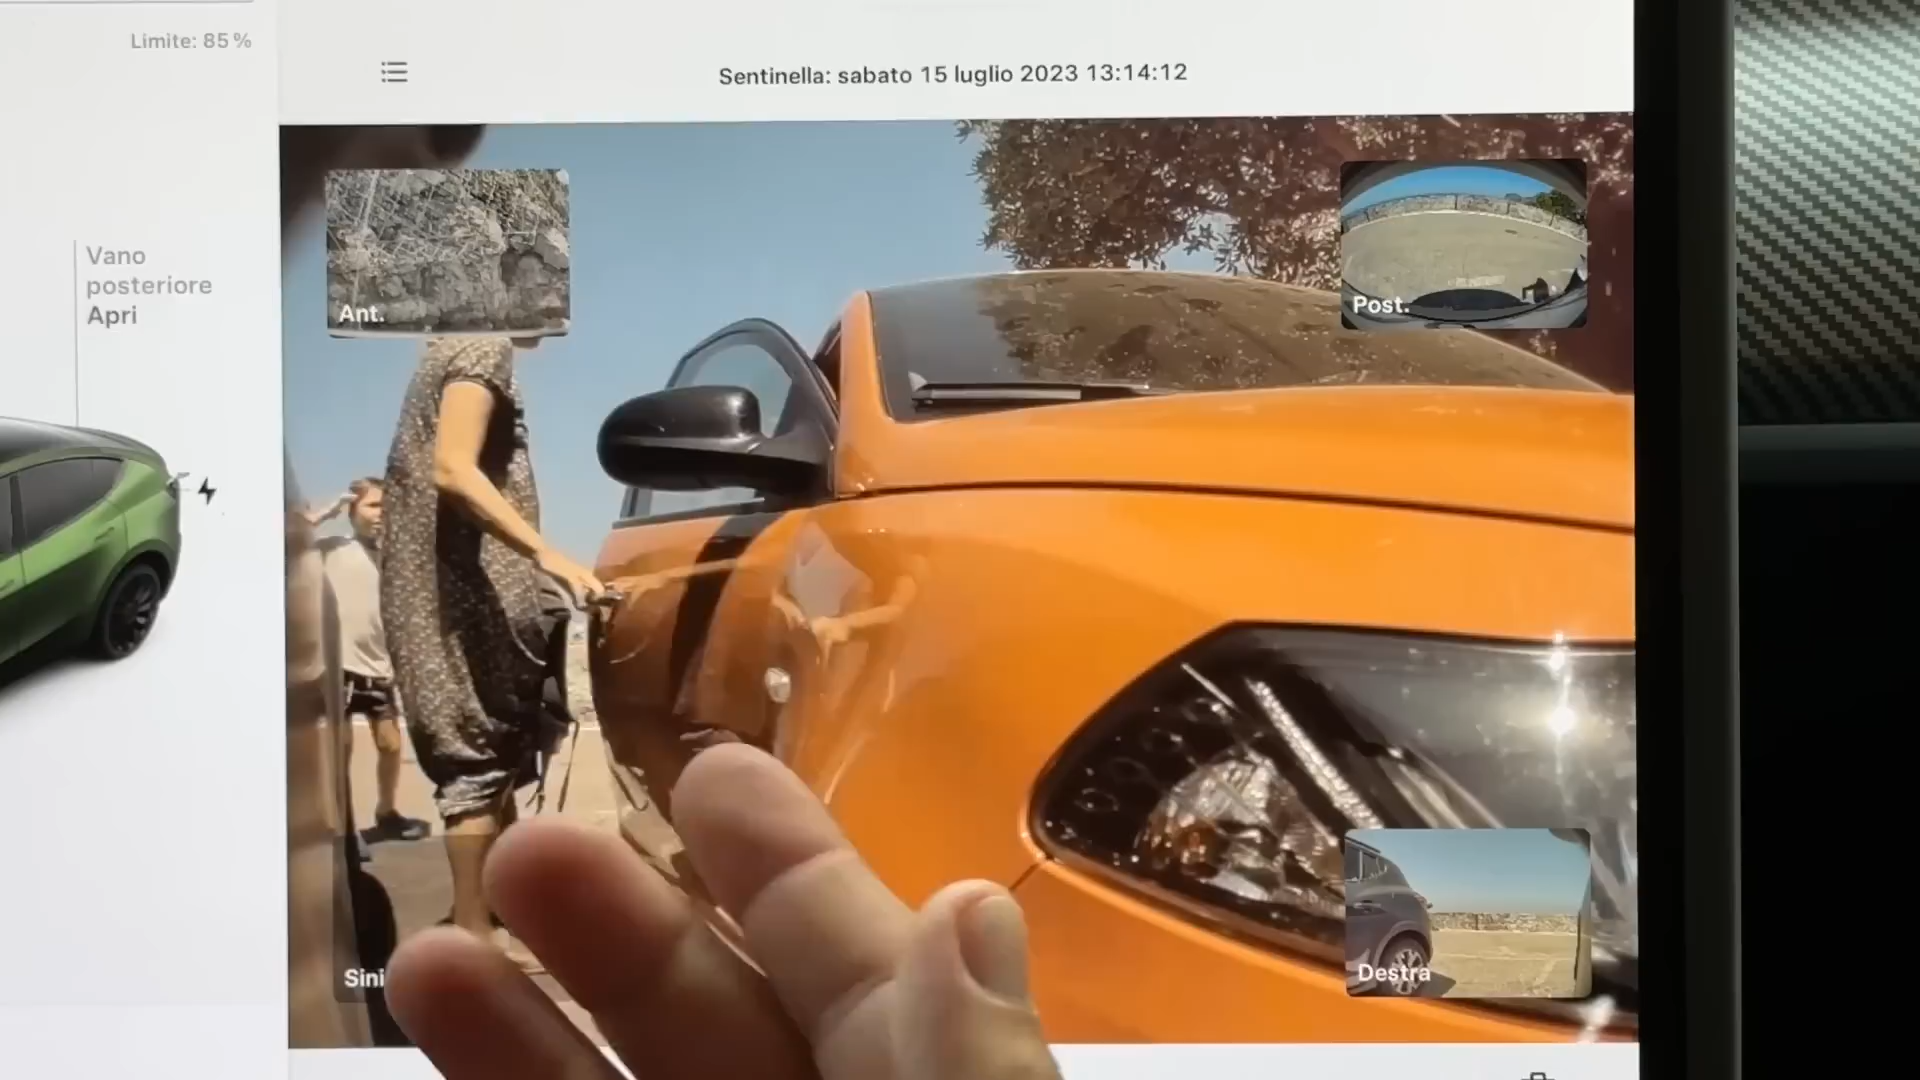 Limite: 85 %
Sentinella: sabato 15 luglio 2023 13:14:12
Vano
posteriore
Apri
Ant.
Post.
Destra